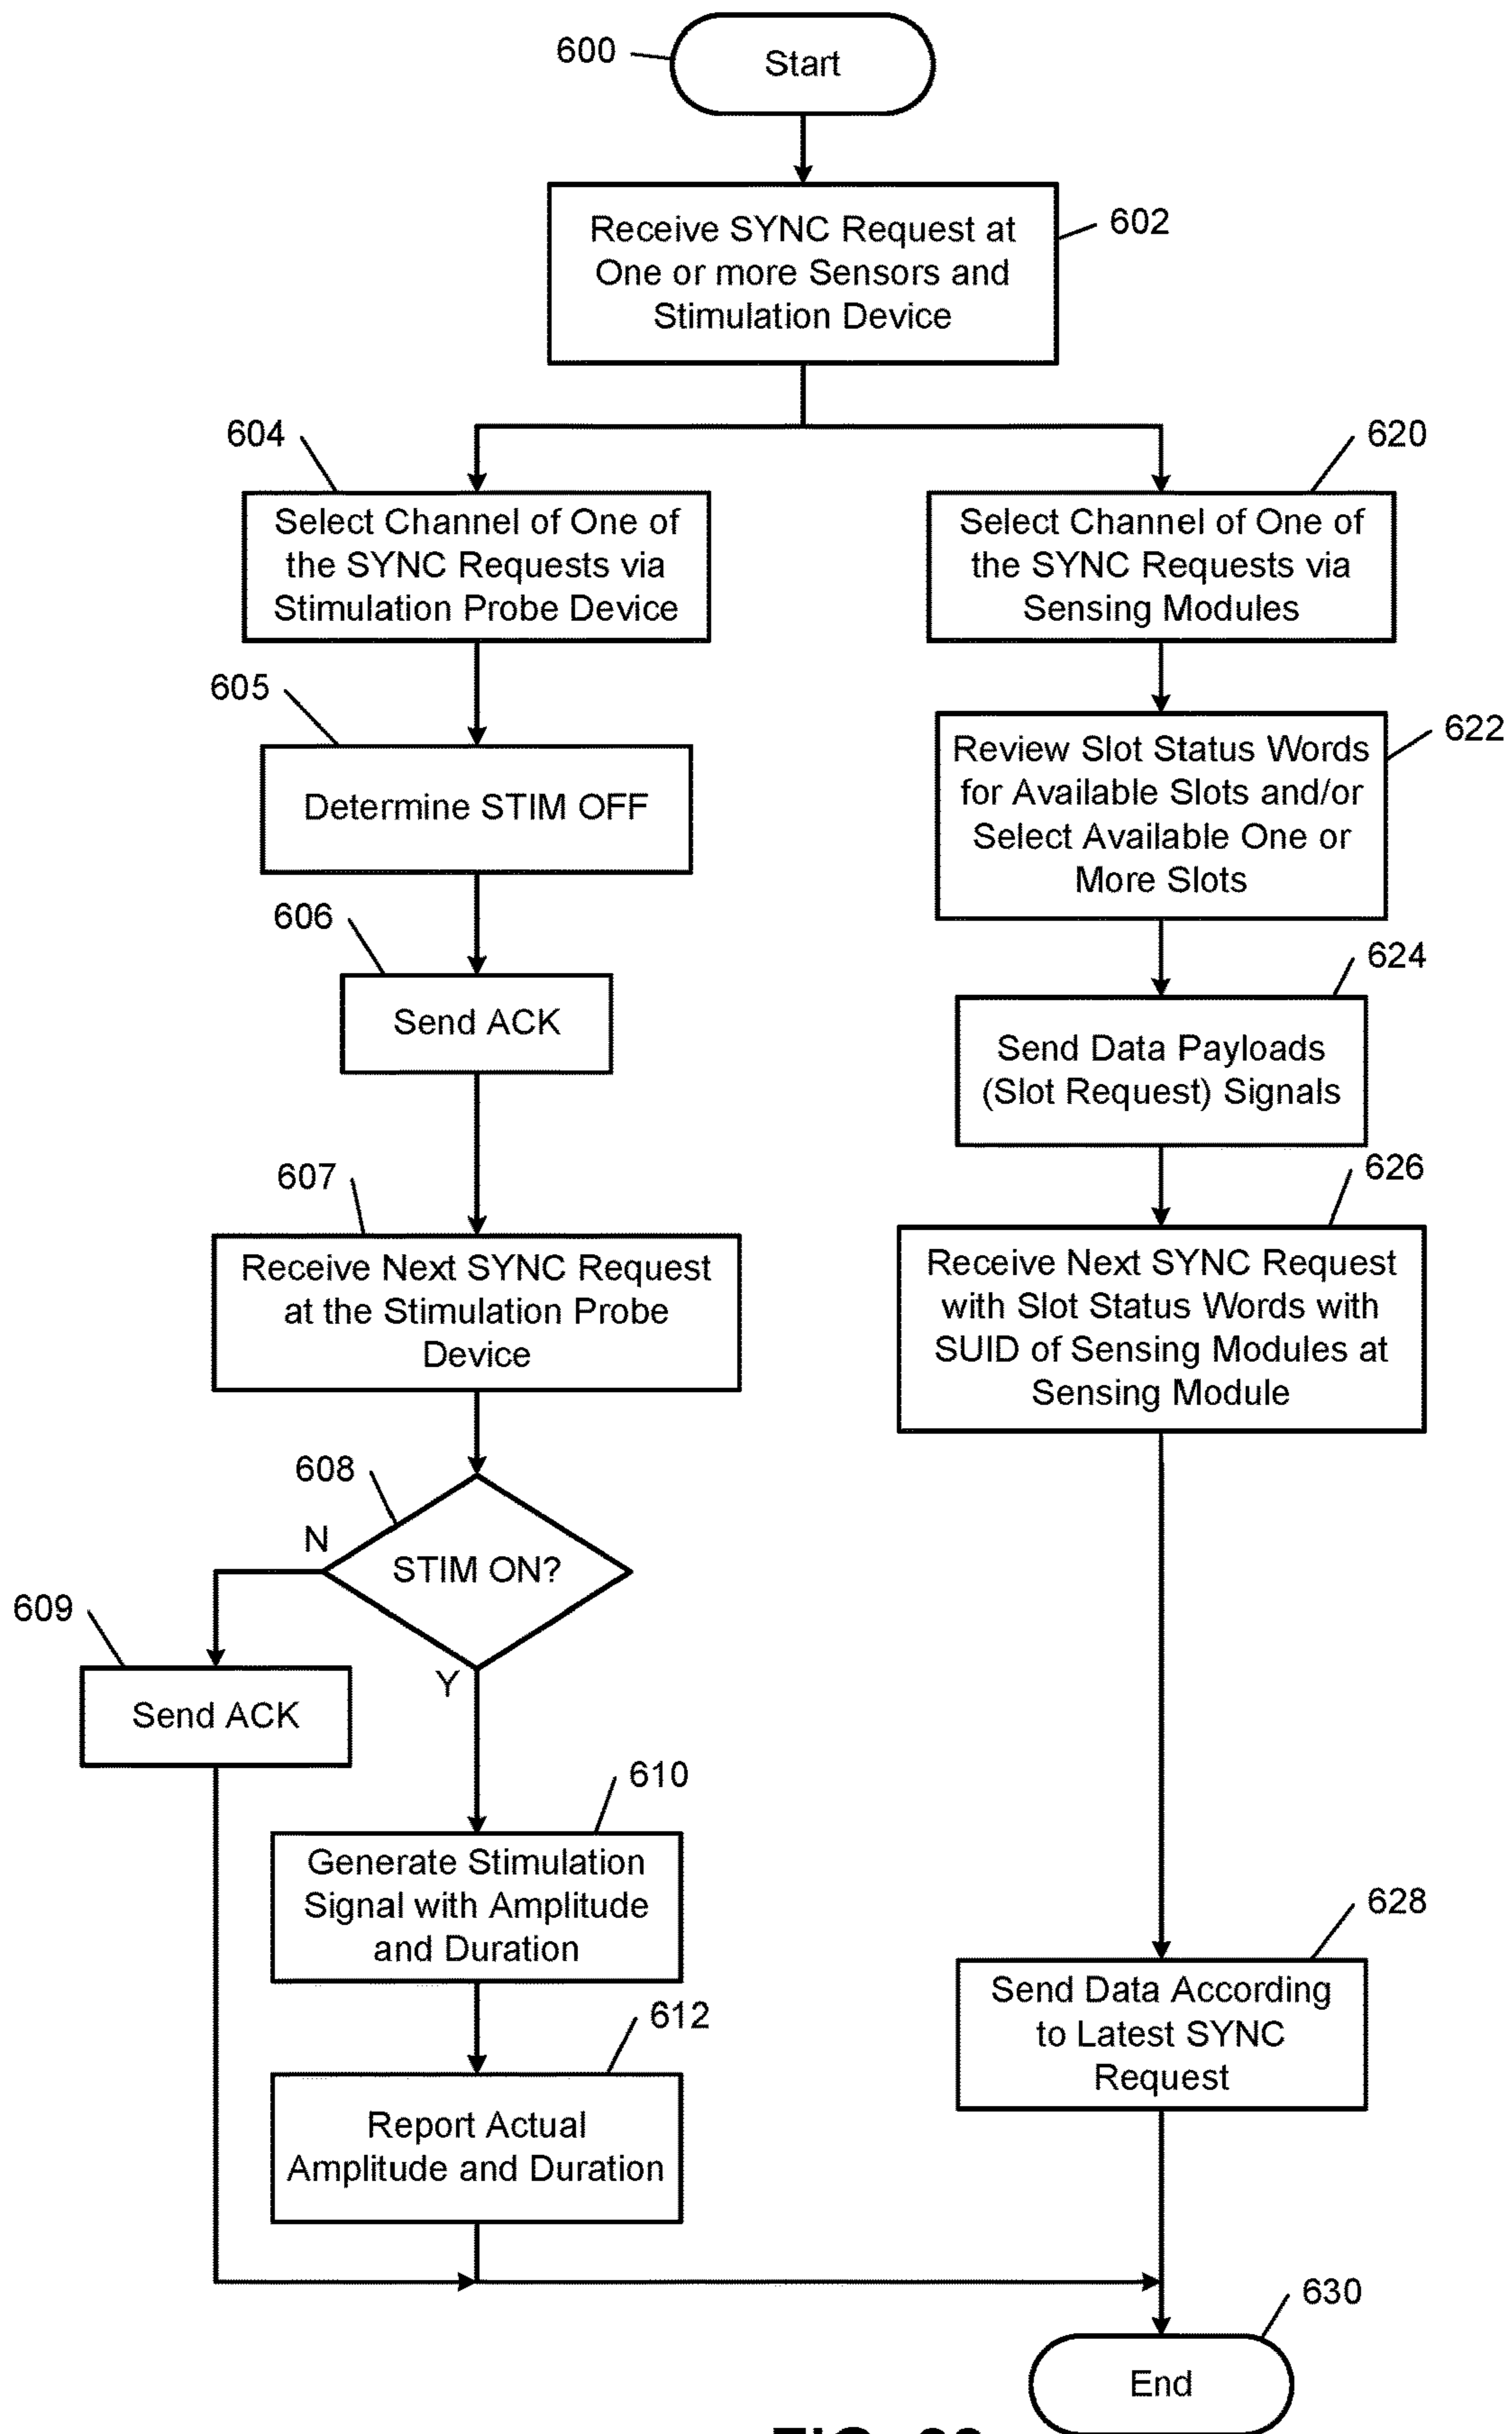 600
Start
Receive SYNC Request at
One or more Sensors and
Stimulation Device
602
604
Select Channel of One of
the SYNC Requests via
Stimulation Probe Device
605
Determine STIM OFF
606
Send ACK
607
Receive Next SYNC Request
at the Stimulation Probe
Device
608
STIM ON?
N
Y
609
Send ACK
610
Generate Stimulation
Signal with Amplitude
and Duration
612
Report Actual
Amplitude and Duration
620
Select Channel of One of
the SYNC Requests via
Sensing Modules
622
Review Slot Status Words
for Available Slots and/or
Select Available One or
More Slots
624
Send Data Payloads
(Slot Request) Signals
626
Receive Next SYNC Request
with Slot Status Words with
SUID of Sensing Modules at
Sensing Module
628
Send Data According
to Latest SYNC
Request
630
End